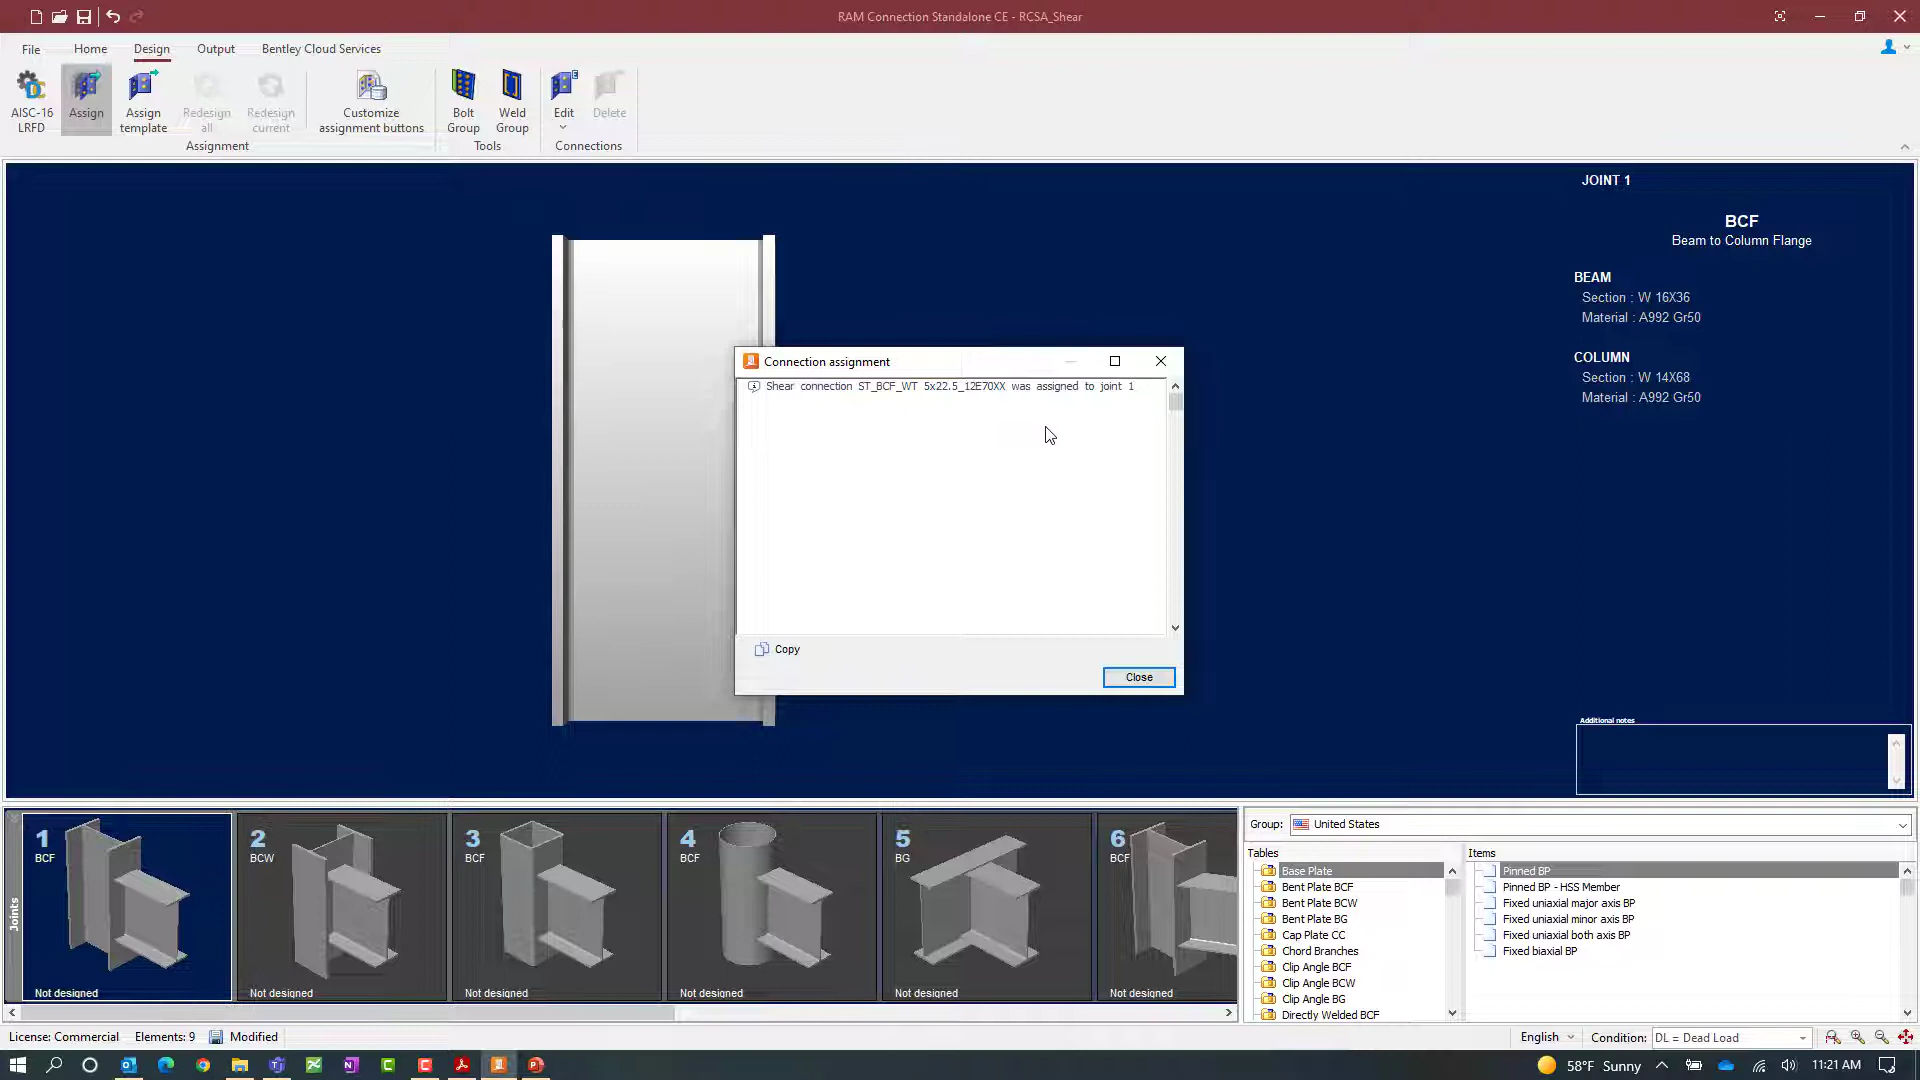 RAM Connection Standalone CE - RCSA_Shear
File Home Design Output Bentley Cloud Services
AISC-16 LRFD
Assign
Assign template
Redesign all
Redesign current
Customize assignment buttons
Bolt Group
Weld Group
Edit
Delete
Assignment Tools Connections
JOINT 1
BCF
Beam to Column Flange
BEAM
Section : W 16X36
Material : A992 Gr50
COLUMN
Section : W 14X68
Material : A992 Gr50
Connection assignment
Shear connection ST_BCF_WT 5x22.5_12E70XX was assigned to joint 1
Copy
Close
Additional notes
Joints
1
BCF
Not designed
2
BCW
Not designed
3
BCF
Not designed
4
BCF
Not designed
5
BG
Not designed
6
BCF
Not designed
Group: United States
Tables
Base Plate
Bent Plate BCF
Bent Plate BCW
Bent Plate BG
Cap Plate CC
Chord Branches
Clip Angle BCF
Clip Angle BCW
Clip Angle BG
Directly Welded BCF
Items
Pinned BP
Pinned BP - HSS Member
Fixed uniaxial major axis BP
Fixed uniaxial minor axis BP
Fixed uniaxial both axis BP
Fixed biaxial BP
License: Commercial Elements: 9 Modified
English Condition: DL = Dead Load
58°F Sunny 11:21 AM